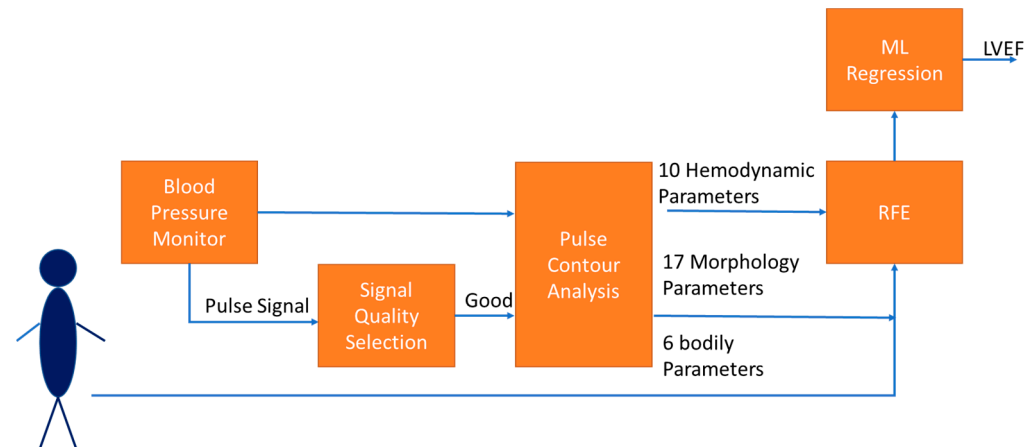 ML
Regression
LVEF
Blood
Pressure
Monitor
10 Hemodynamic
Parameters
RFE
Pulse
Contour
Analysis
17 Morphology
Parameters
Pulse Signal
Signal
Quality
Selection
Good
6 bodily
Parameters